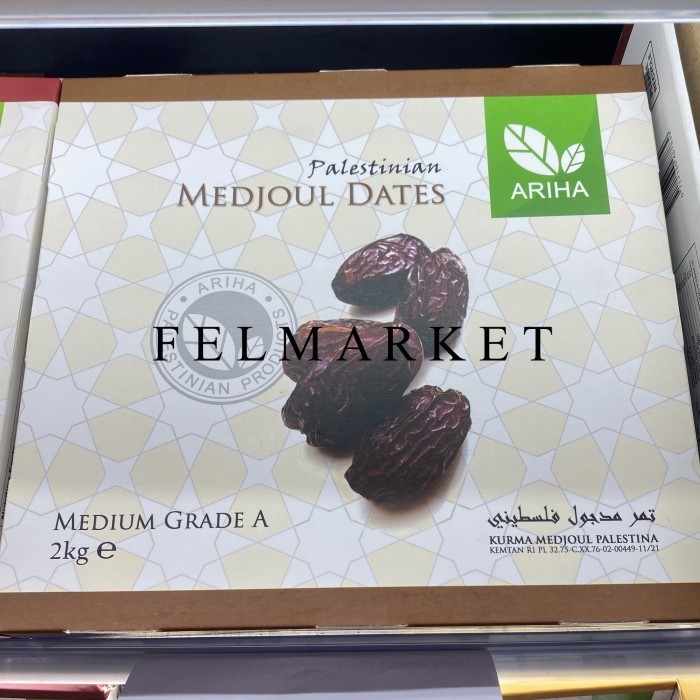 Palestinian
MEDJOUL DATES
ARIHA
• ARIHA •
PALESTINIAN PRODUCTS
FELMARKET
MEDIUM GRADE A
2kg ℮
تمر مدجول فلسطيني
KURMA MEDJOUL PALESTINA
KEMTAN RI PL 32.75-C.XX.76-02-00449-11/21